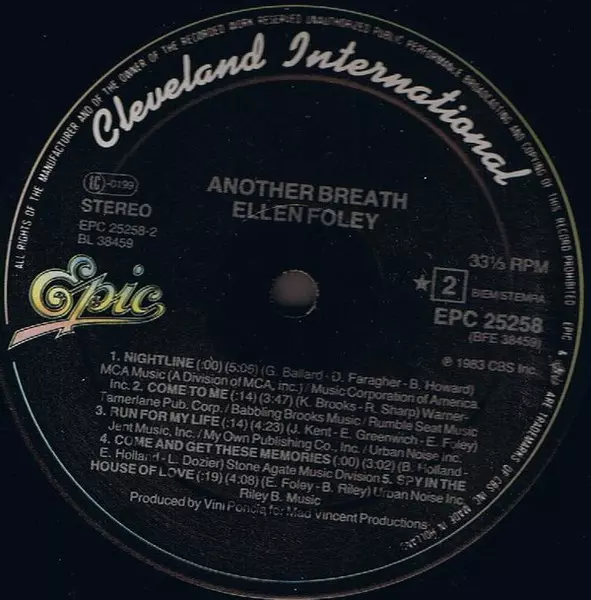 ALL RIGHTS OF THE MANUFACTURER AND OF THE OWNER OF THE RECORDED WORK RESERVED UNAUTHORIZED PUBLIC PERFORMANCE BROADCASTING AND COPYING OF THIS RECORD PROHIBITED
EPIC & ARE TRADEMARKS OF CBS INC MADE IN HOLLAND
Cleveland International
LC-0199
STEREO
EPC 25258-2
BL 38459
ANOTHER BREATH
ELLEN FOLEY
Epic
33⅓ RPM
★ 2 BIEM STEMRA
EPC 25258
(BFE 38459)
℗ 1983 CBS Inc.
1. NIGHTLINE (:00) (5:05) (G. Ballard - D. Faragher - B. Howard)
MCA Music (A Division of MCA, Inc.) / Music Corporation of America,
Inc. 2. COME TO ME (:14) (3:47) (K. Brooks - R. Sharp) Warner-
Tamerlane Pub. Corp. / Babbling Brooks Music / Rumble Seat Music
3. RUN FOR MY LIFE (:14) (4:23) (J. Kent - E. Greenwich - E. Foley)
Jent Music, Inc. / My Own Publishing Co., Inc. / Urban Noise Inc.
4. COME AND GET THESE MEMORIES (:00) (3:02) (B. Holland -
E. Holland - L. Dozier) Stone Agate Music Division 5. SPY IN THE
HOUSE OF LOVE (:19) (4:08) (E. Foley - B. Riley) Urban Noise Inc.
Riley B. Music
Produced by Vini Poncia for Mad Vincent Productions